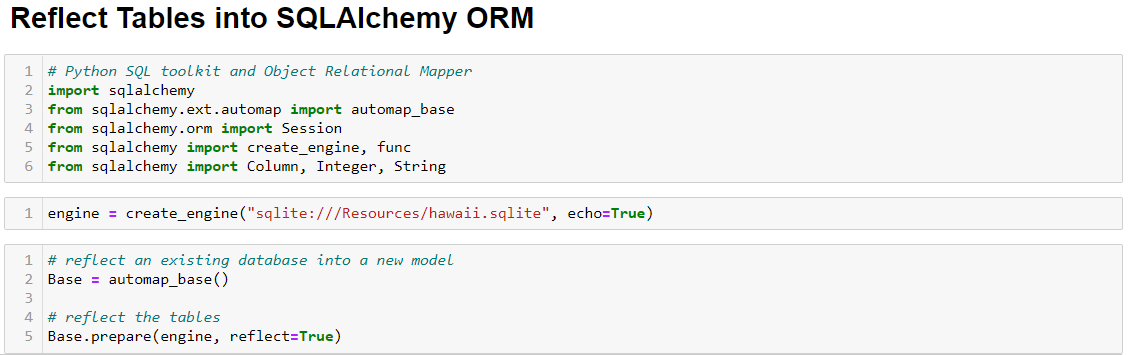 Reflect Tables into SQLAlchemy ORM
1 # Python SQL toolkit and Object Relational Mapper
2 import sqlalchemy
3 from sqlalchemy.ext.automap import automap_base
4 from sqlalchemy.orm import Session
5 from sqlalchemy import create_engine, func
6 from sqlalchemy import Column, Integer, String
1 engine = create_engine("sqlite:///Resources/hawaii.sqlite", echo=True)
1 # reflect an existing database into a new model
2 Base = automap_base()
3
4 # reflect the tables
5 Base.prepare(engine, reflect=True)